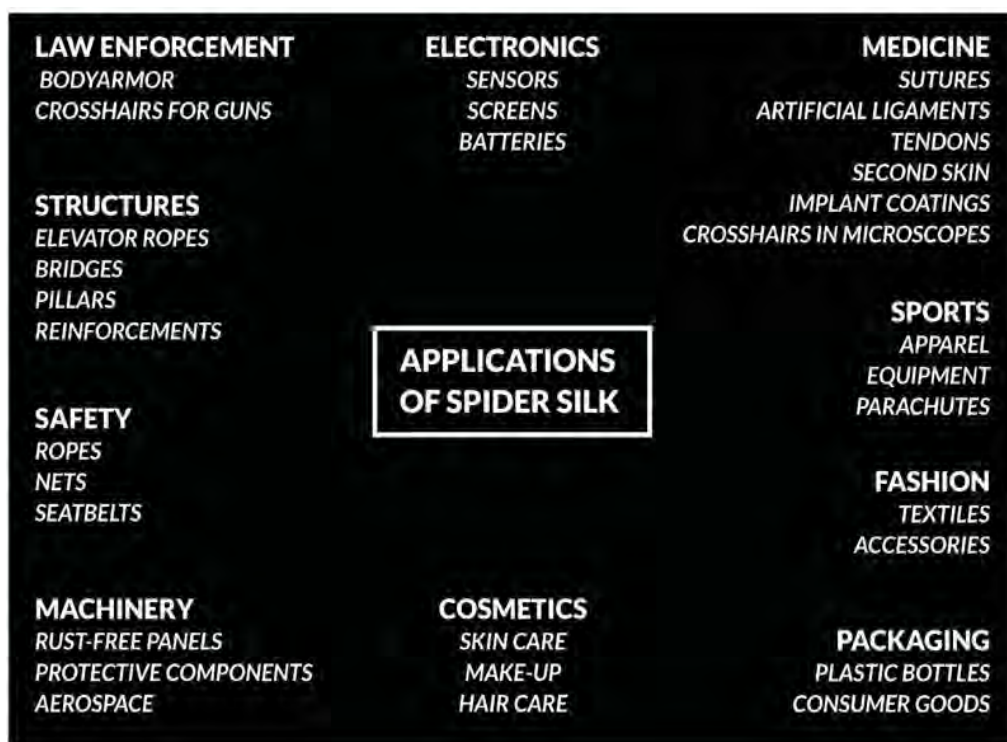 LAW ENFORCEMENT
BODYARMOR
CROSSHAIRS FOR GUNS
STRUCTURES
ELEVATOR ROPES
BRIDGES
PILLARS
REINFORCEMENTS
SAFETY
ROPES
NETS
SEATBELTS
MACHINERY
RUST-FREE PANELS
PROTECTIVE COMPONENTS
AEROSPACE
ELECTRONICS
SENSORS
SCREENS
BATTERIES
APPLICATIONS
OF SPIDER SILK
COSMETICS
SKIN CARE
MAKE-UP
HAIR CARE
MEDICINE
SUTURES
ARTIFICIAL LIGAMENTS
TENDONS
SECOND SKIN
IMPLANT COATINGS
CROSSHAIRS IN MICROSCOPES
SPORTS
APPAREL
EQUIPMENT
PARACHUTES
FASHION
TEXTILES
ACCESSORIES
PACKAGING
PLASTIC BOTTLES
CONSUMER GOODS